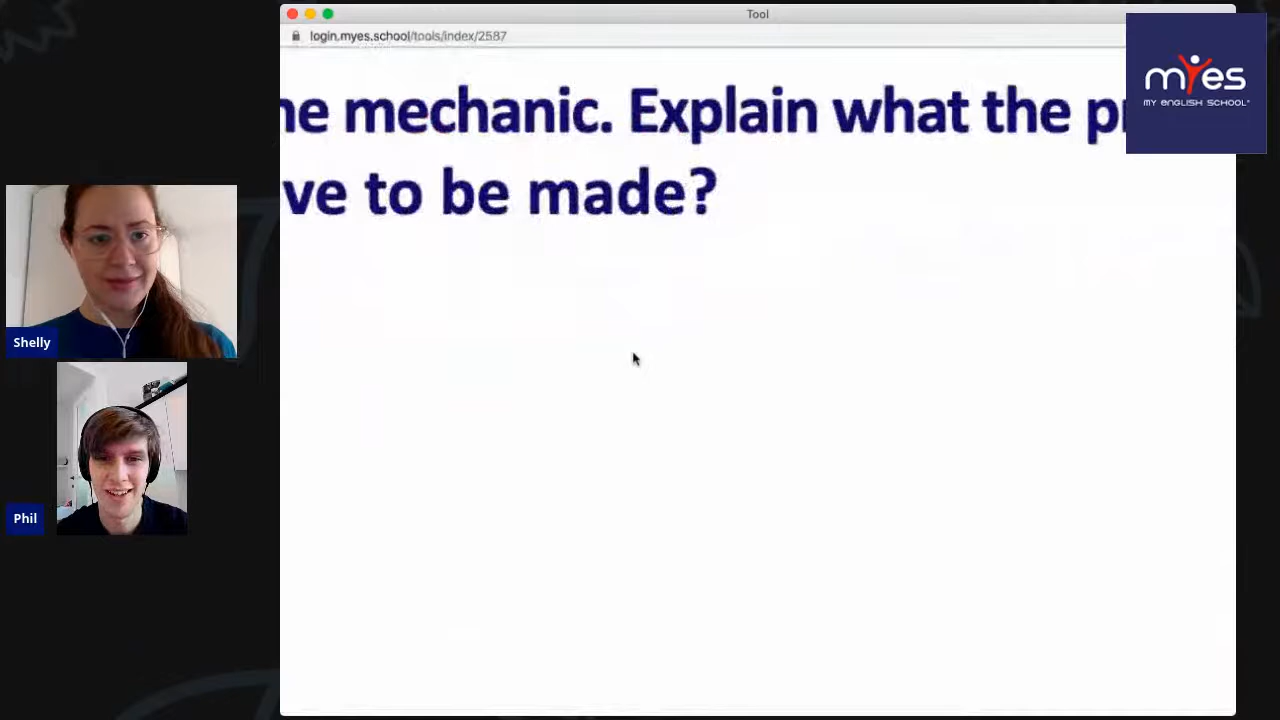 Tool
login.myes.school/tools/index/2587
myes
MY ENGLISH SCHOOL
he mechanic. Explain what the p
ve to be made?
Shelly
Phil